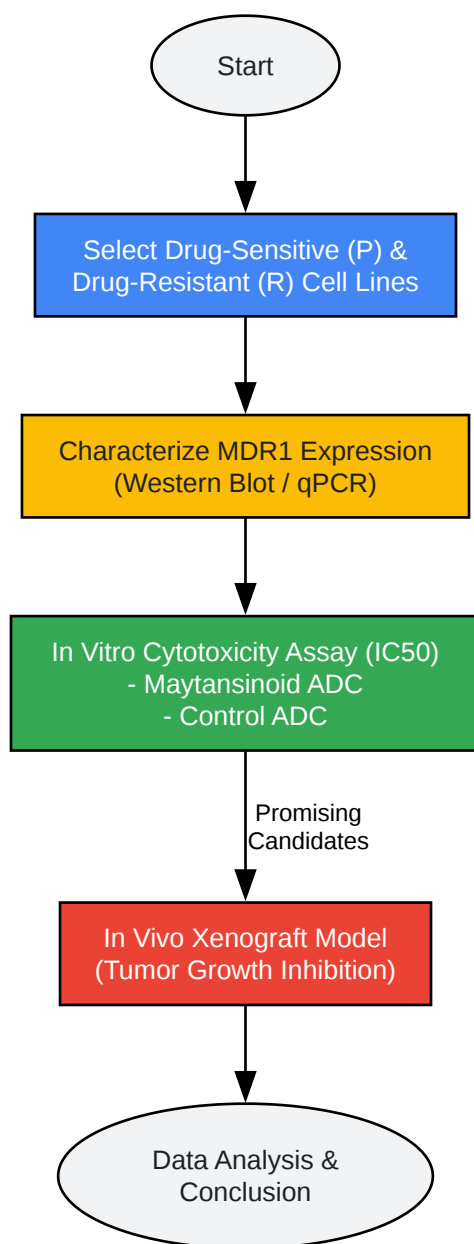 Start
Select Drug-Sensitive (P) &
Drug-Resistant (R) Cell Lines
Characterize MDR1 Expression
(Western Blot / qPCR)
In Vitro Cytotoxicity Assay (IC50)
- Maytansinoid ADC
- Control ADC
Promising
Candidates
In Vivo Xenograft Model
(Tumor Growth Inhibition)
Data Analysis &
Conclusion